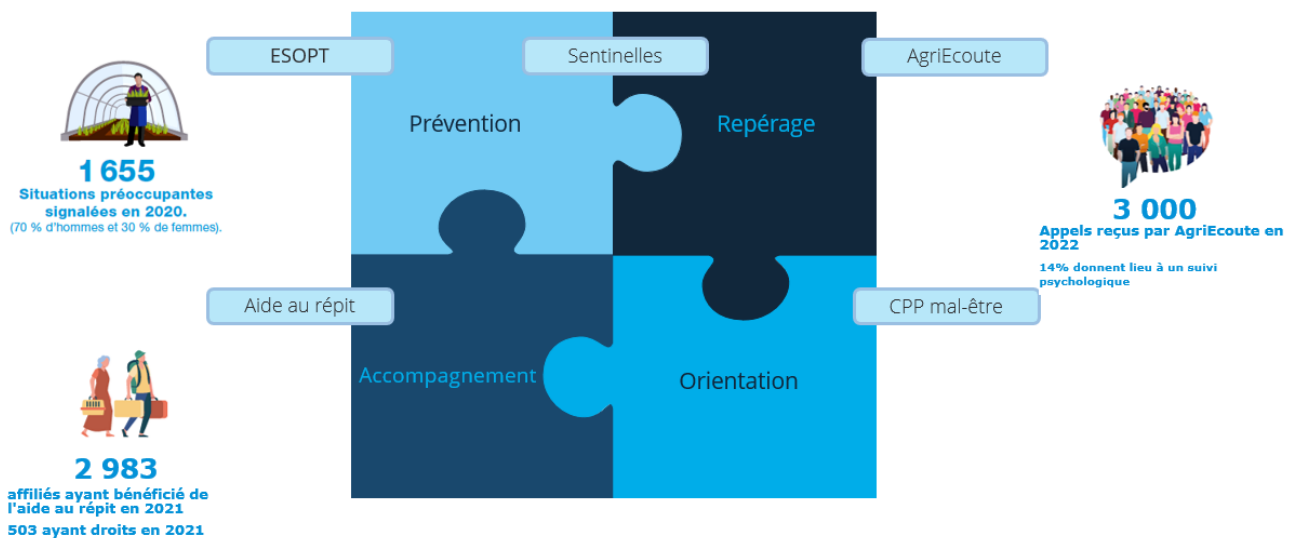 ESOPT
Sentinelles
AgriEcoute
Prévention
Repérage
1 655
Situations préoccupantes
signalées en 2020.
(70 % d'hommes et 30 % de femmes).
3 000
Appels reçus par AgriEcoute en
2022
14% donnent lieu à un suivi
psychologique
Aide au répit
CPP mal-être
Accompagnement
Orientation
2 983
affiliés ayant bénéficié de
l'aide au répit en 2021
503 ayant droits en 2021